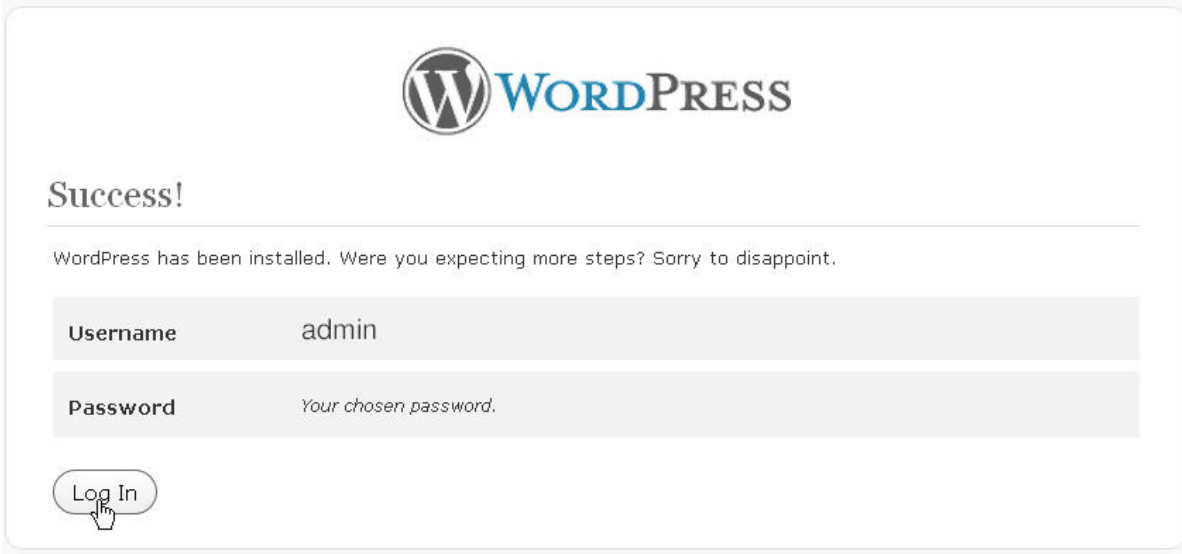 WORDPRESS
Success!
WordPress has been installed. Were you expecting more steps? Sorry to disappoint.
Username admin
Password Your chosen password.
Log In